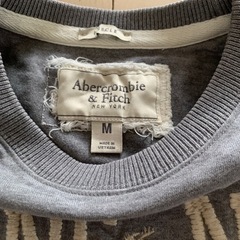 Abercrombie
& Fitch
NEW YORK
M
MADE IN
VIETNAM